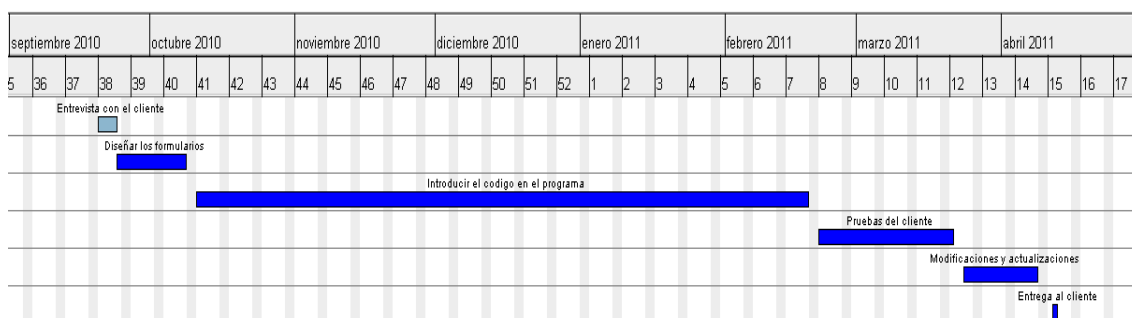 septiembre 2010 octubre 2010 noviembre 2010 diciembre 2010 enero 2011 febrero 2011 marzo 2011 abril 2011
5 36 37 38 39 40 41 42 43 44 45 46 47 48 49 50 51 52 1 2 3 4 5 6 7 8 9 10 11 12 13 14 15 16 17
Entrevista con el cliente
Diseñar los formularios
Introducir el codigo en el programa
Pruebas del cliente
Modificaciones y actualizaciones
Entrega al cliente